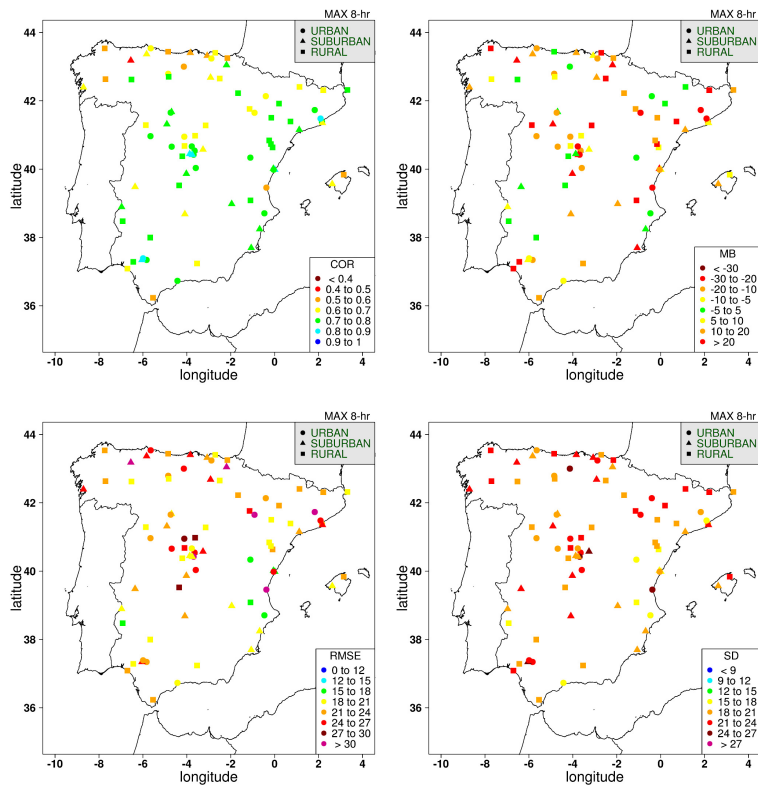 MAX 8-hr
URBAN
SUBURBAN
RURAL
latitude
44
42
40
38
36
COR
< 0.4
0.4 to 0.5
0.5 to 0.6
0.6 to 0.7
0.7 to 0.8
0.8 to 0.9
0.9 to 1
-10 -8 -6 -4 -2 0 2 4
longitude
MAX 8-hr
URBAN
SUBURBAN
RURAL
latitude
44
42
40
38
36
MB
< -30
-30 to -20
-20 to -10
-10 to -5
-5 to 5
5 to 10
10 to 20
> 20
-10 -8 -6 -4 -2 0 2 4
longitude
MAX 8-hr
URBAN
SUBURBAN
RURAL
latitude
44
42
40
38
36
RMSE
0 to 12
12 to 15
15 to 18
18 to 21
21 to 24
24 to 27
27 to 30
> 30
-10 -8 -6 -4 -2 0 2 4
longitude
MAX 8-hr
URBAN
SUBURBAN
RURAL
latitude
44
42
40
38
36
SD
< 9
9 to 12
12 to 15
15 to 18
18 to 21
21 to 24
24 to 27
> 27
-10 -8 -6 -4 -2 0 2 4
longitude